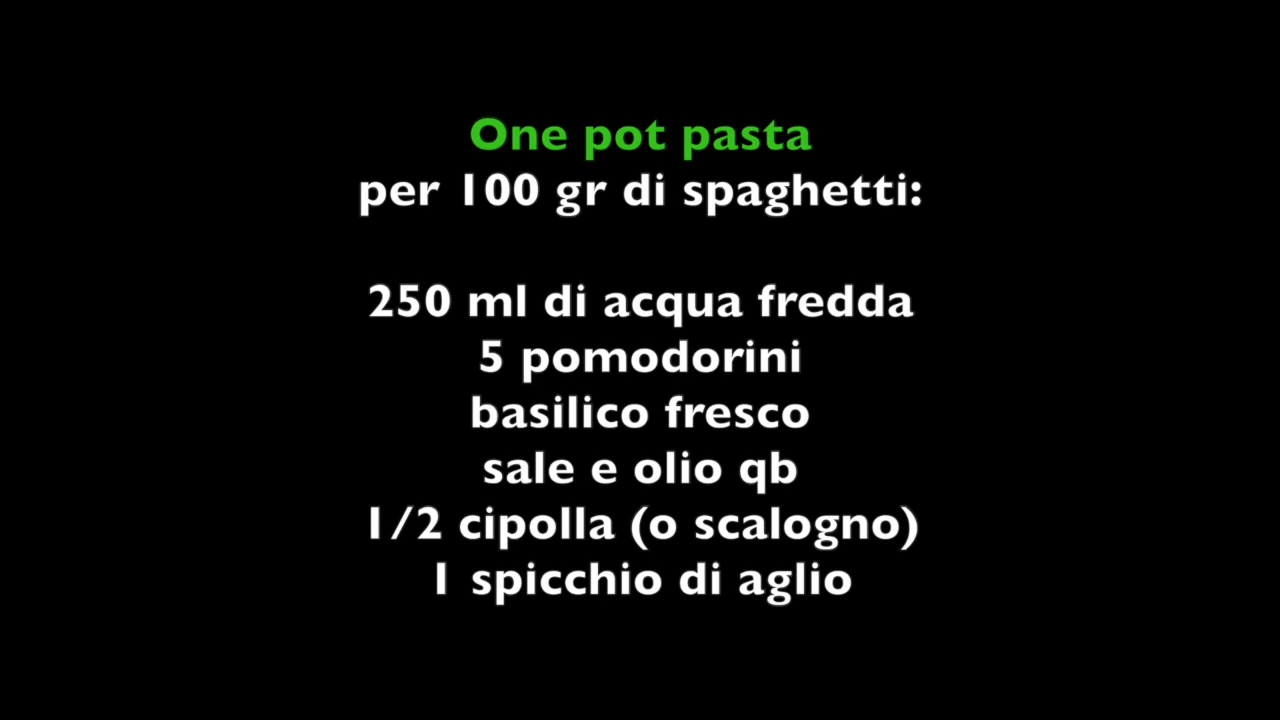 One pot pasta
per 100 gr di spaghetti:
250 ml di acqua fredda
5 pomodorini
basilico fresco
sale e olio qb
1/2 cipolla (o scalogno)
1 spicchio di aglio